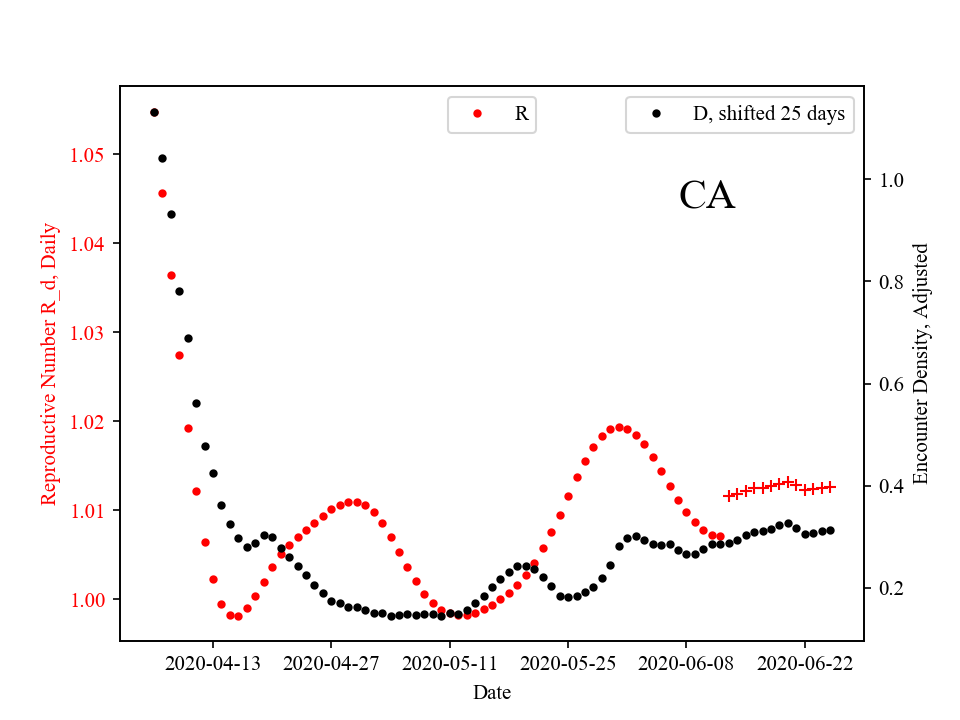 R
D, shifted 25 days
CA
1.05
1.04
1.03
1.02
1.01
1.00
Reproductive Number R_d, Daily
1.0
0.8
0.6
0.4
0.2
Encounter Density, Adjusted
2020-04-13
2020-04-27
2020-05-11
2020-05-25
2020-06-08
2020-06-22
Date